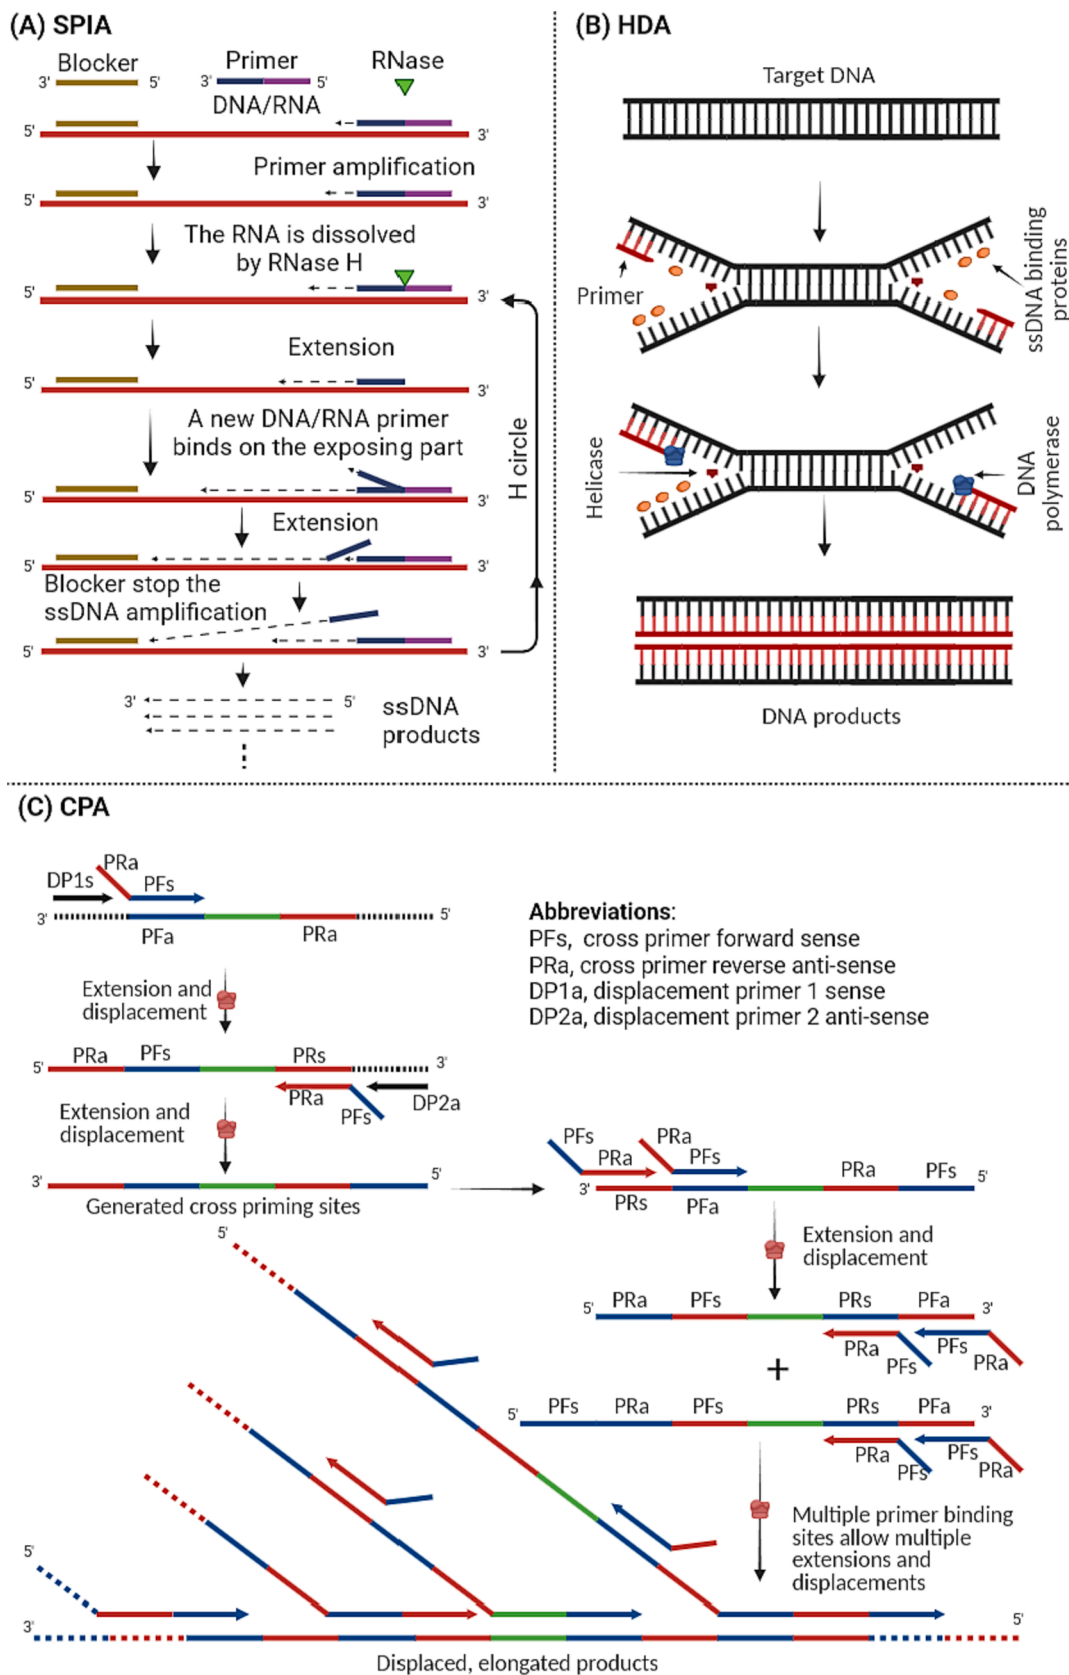 (A) SPIA
Blocker
Primer
RNase
3'
5'
3'
5'
DNA/RNA
5'
3'
Primer amplification
5'
3'
The RNA is dissolved
by RNase H
5'
3'
Extension
5'
3'
A new DNA/RNA primer
binds on the exposing part
5'
3'
Extension
5'
3'
Blocker stop the
ssDNA amplification
5'
3'
H circle
3'
5'
ssDNA
products
(B) HDA
Target DNA
Primer
ssDNA binding
proteins
Helicase
DNA
polymerase
DNA products
(C) CPA
PRa
DP1s
PFs
3'
5'
PFa
PRa
Extension and
displacement
PRa
PFs
PRs
5'
3'
PRa
PFs
DP2a
Extension and
displacement
3'
5'
Generated cross priming sites
Abbreviations:
PFs, cross primer forward sense
PRa, cross primer reverse anti-sense
DP1a, displacement primer 1 sense
DP2a, displacement primer 2 anti-sense
PFs
PRa
PRa
PFs
PRa
PFs
3'
5'
PRs
PFa
Extension and
displacement
PRa
PFs
PRs
PFa
5'
3'
PRa
PFs
PFs
PRa
+
PFs
PRa
PFs
PRs
PFa
5'
3'
PRa
PFs
PFs
PRa
Multiple primer binding
sites allow multiple
extensions and
displacements
5'
5'
3'
5'
Displaced, elongated products